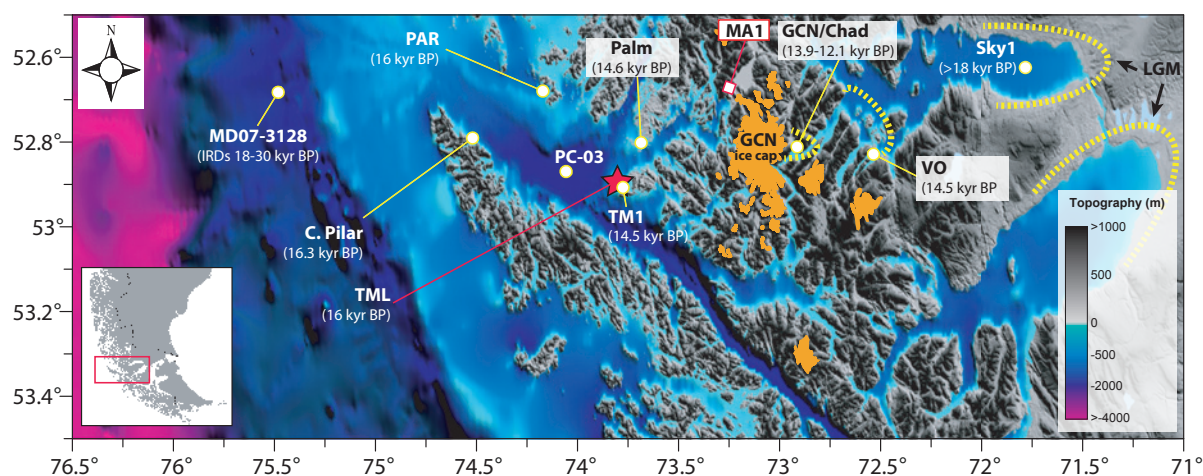 52.6°
52.8°
53°
53.2°
53.4°
PAR
(16 kyr BP)
Palm
(14.6 kyr BP)
MA1
GCN/Chad
(13.9-12.1 kyr BP)
Sky1
(>18 kyr BP)
LGM
MD07-3128
(IRDs 18-30 kyr BP)
PC-03
GCN
ice cap
VO
(14.5 kyr BP
C. Pilar
(16.3 kyr BP)
TM1
(14.5 kyr BP)
TML
(16 kyr BP)
Topography (m)
>1000
500
0
-500
-2000
>-4000
76.5° 76° 75.5° 74.5° 74° 73.5° 73° 72.5° 72° 71.5° 71°